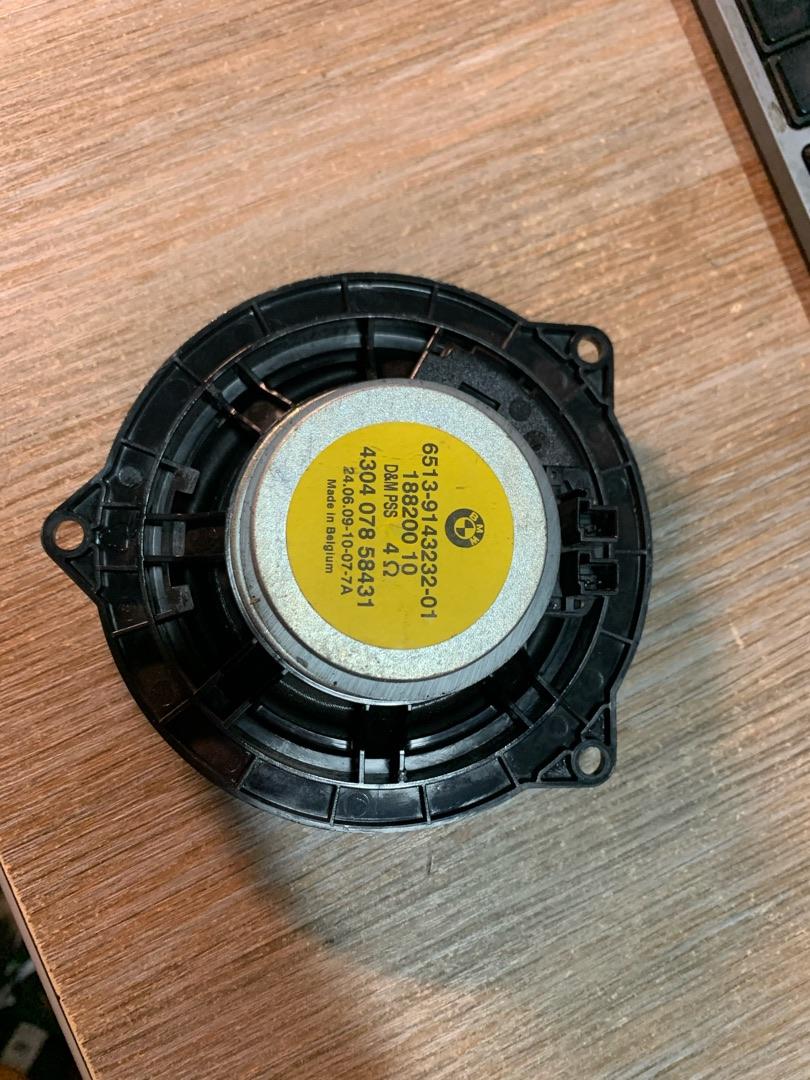 BMW
6513-9143232-01
188200 10
D&M PSS 4 Ω
4304 078 58431
24.06.09-10-07-7A
Made in Belgium